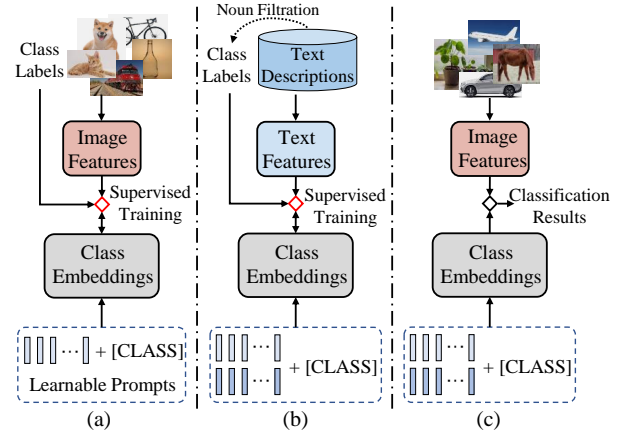 Class
Labels
Image
Features
Supervised
Training
Class
Embeddings
··· + [CLASS]
Learnable Prompts
(a)
Noun Filtration
Class
Labels
Text
Descriptions
Text
Features
Supervised
Training
Class
Embeddings
··· + [CLASS]
···
(b)
Image
Features
Classification
Results
Class
Embeddings
··· + [CLASS]
···
(c)